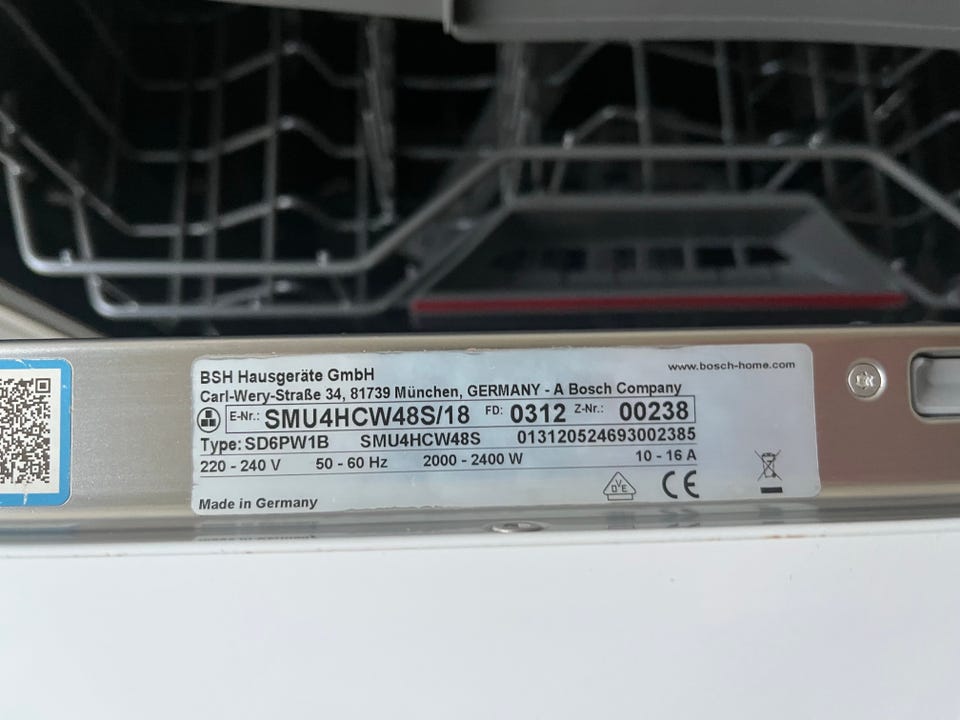 BSH Hausgeräte GmbH
www.bosch-home.com
Carl-Wery-Straße 34, 81739 München, GERMANY - A Bosch Company
E-Nr.: SMU4HCW48S/18 FD: 0312 Z-Nr.: 00238
Type: SD6PW1B SMU4HCW48S 013120524693002385
220 - 240 V 50 - 60 Hz 2000 - 2400 W 10 - 16 A
DVE
CE
Made in Germany